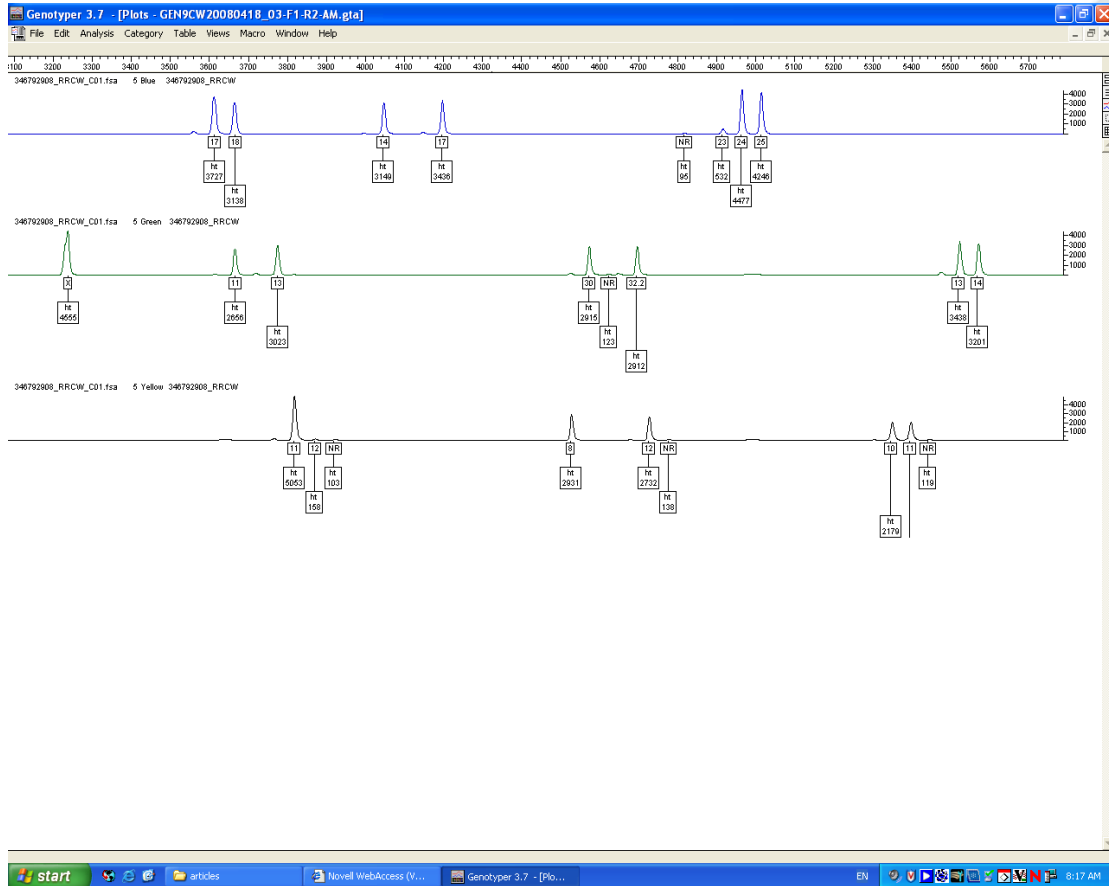 Genotyper 3.7 - [Plots - GEN9CW20080418_03-F1-R2-AM.gta]
File Edit Analysis Category Table Views Macro Window Help
3100 3200 3300 3400 3500 3600 3700 3800 3900 4000 4100 4200 4300 4400 4500 4600 4700 4800 4900 5000 5100 5200 5300 5400 5500 5600 5700
346792908_RRCW_C01.fsa 5 Blue 346792908_RRCW
4000
3000
2000
1000
17 18 14 17 NR 23 24 25
ht ht ht ht ht ht
3727 3149 3436 95 532 4246
ht ht
3138 4477
346792908_RRCW_C01.fsa 5 Green 346792908_RRCW
4000
3000
2000
1000
X 11 13 30 NR 32.2 13 14
ht ht ht ht
4655 2656 2915 3438
ht ht ht
3023 123 3201
ht
2912
346792908_RRCW_C01.fsa 5 Yellow 346792908_RRCW
4000
3000
2000
1000
11 12 NR 8 12 NR 10 11 NR
ht ht ht ht ht
5053 103 2931 2732 119
ht ht
158 138
ht
2179
start articles Novell WebAccess (V... Genotyper 3.7 - [Plo... EN 8:17 AM